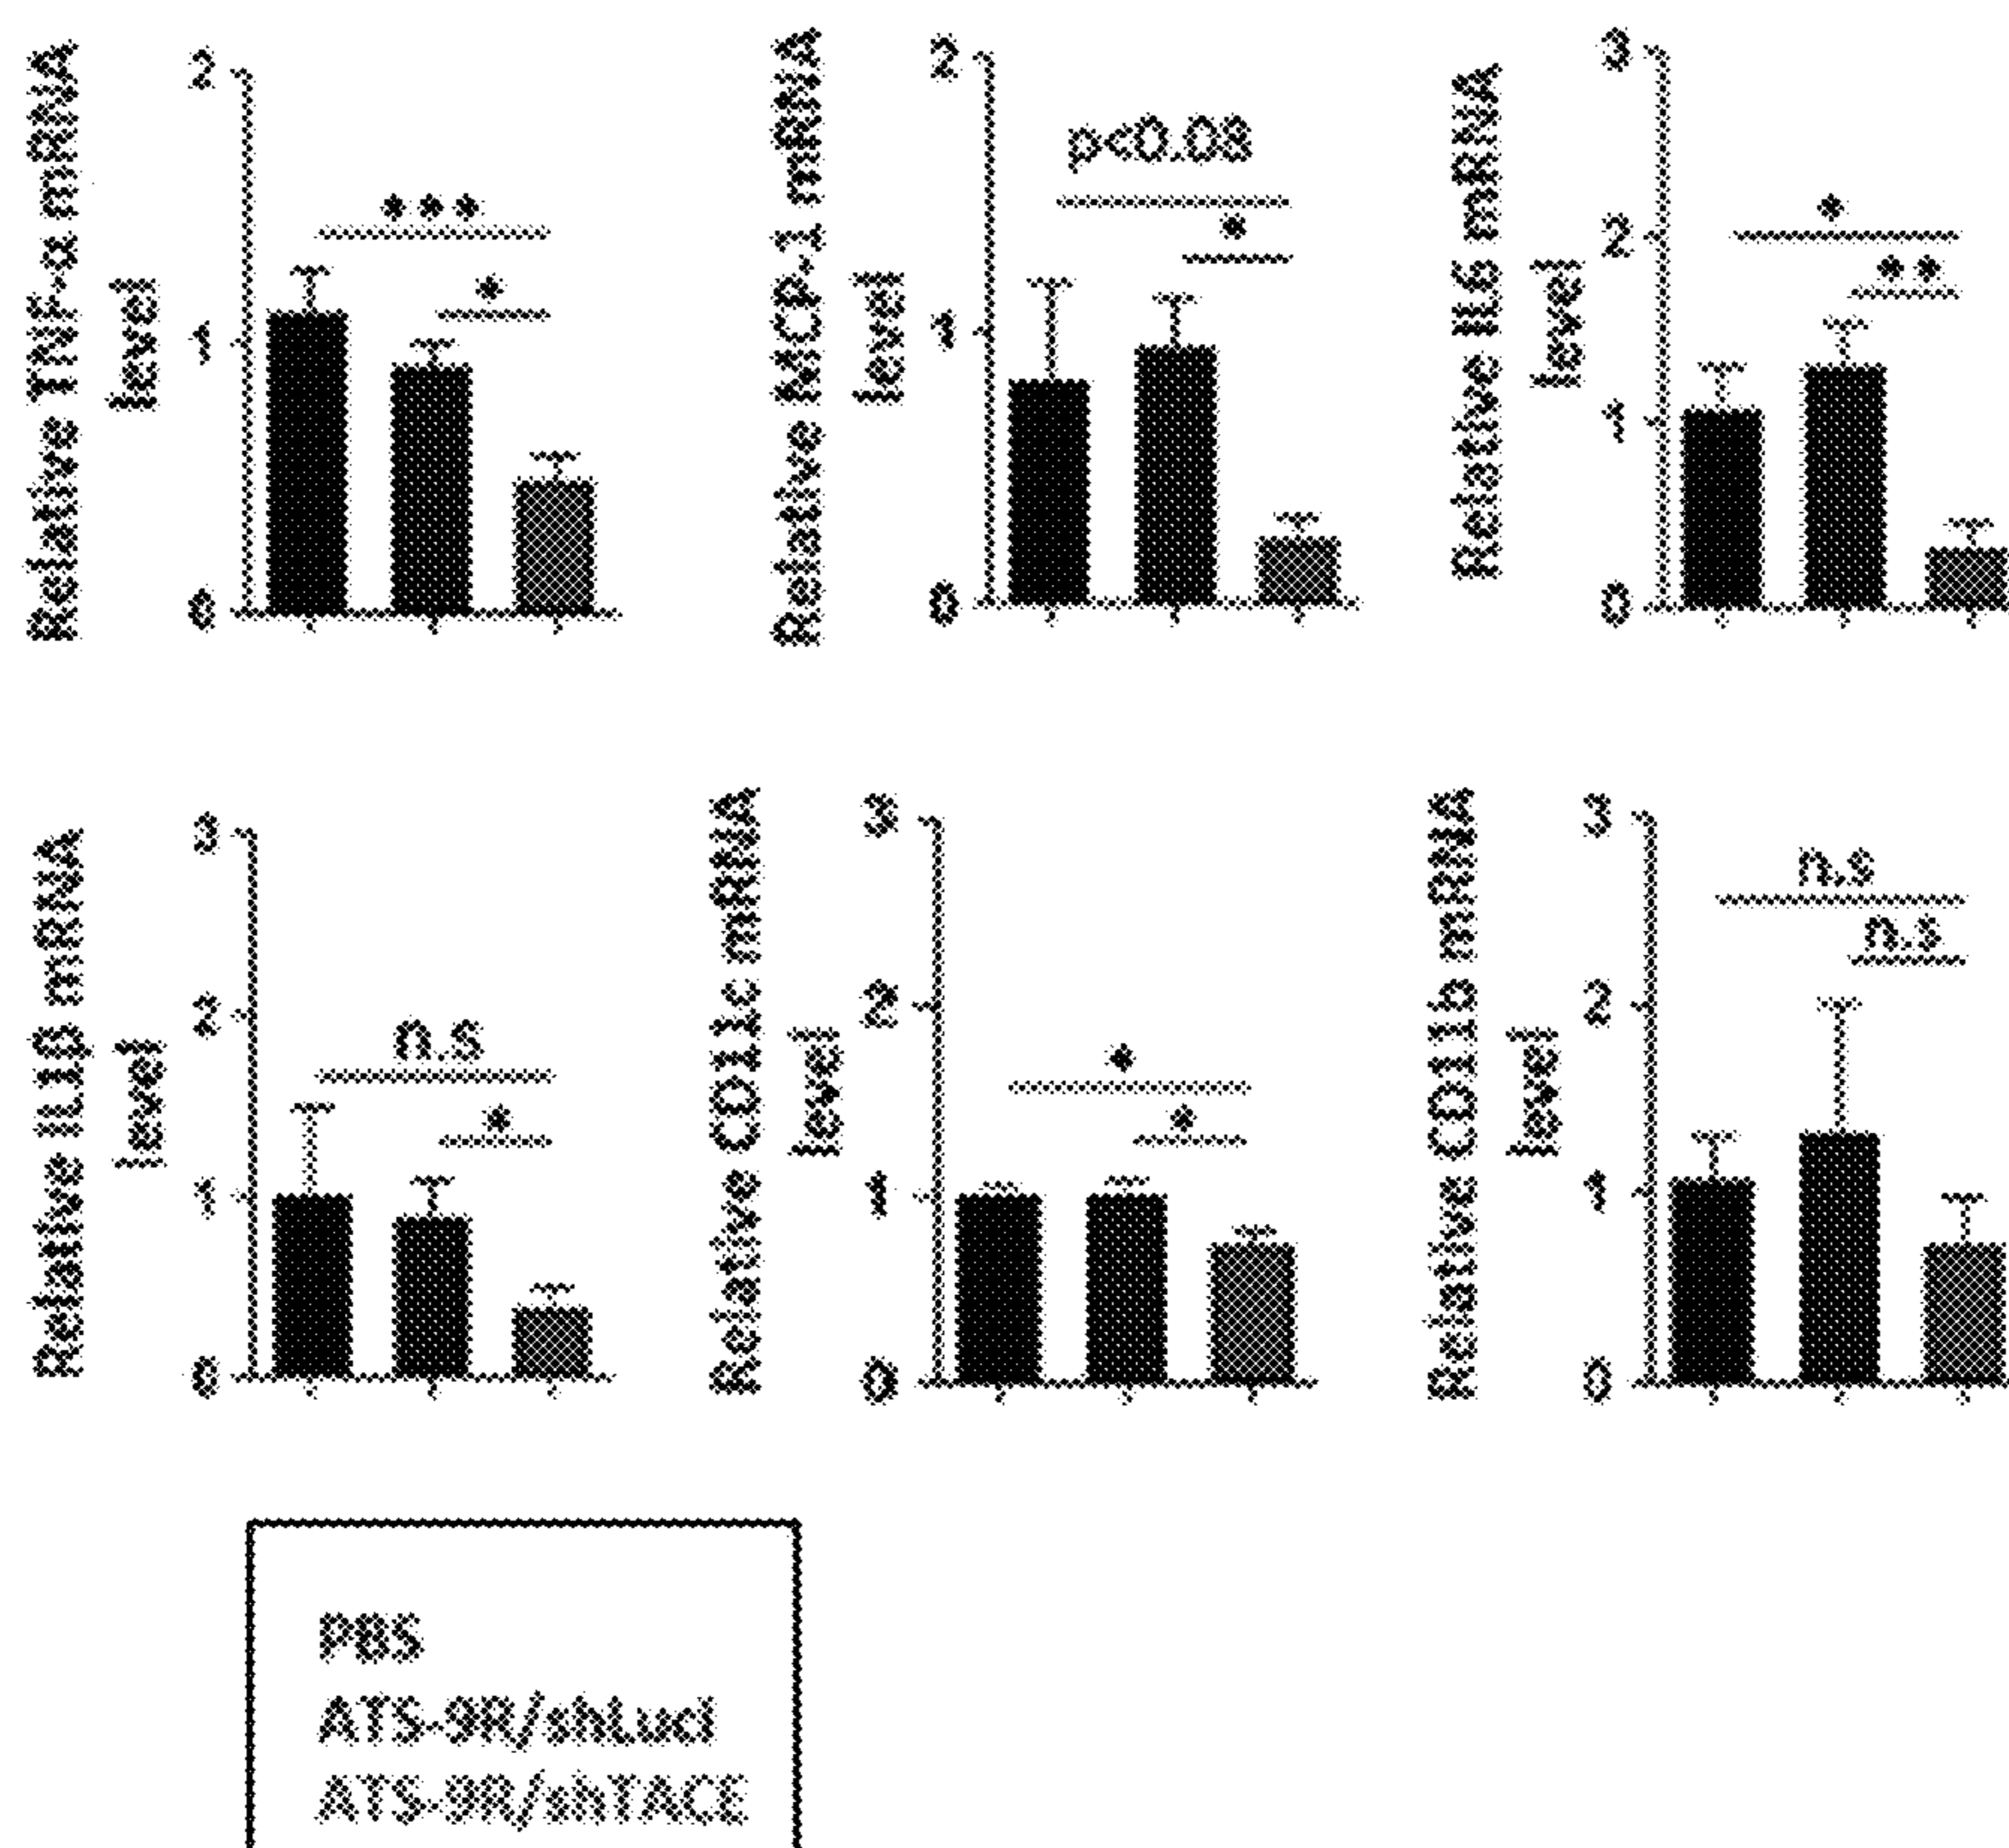 Relative TNF-α mRNA
level
2
1
0
***
*
Relative MCP-1 mRNA
level
2
1
0
p<0.08
*
Relative IL6 mRNA
level
3
2
1
0
*
**
Relative IL1β mRNA
level
3
2
1
0
n.s
*
Relative CD11c mRNA
level
3
2
1
0
*
*
Relative CD11b mRNA
level
3
2
1
0
n.s
n.s
PBS
ATS-9R/shLuci
ATS-9R/shTACE